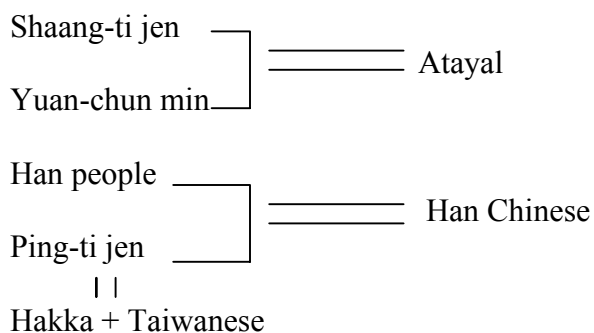 Shaang-ti jen
Atayal
Yuan-chun min
Han people
Han Chinese
Ping-ti jen
Hakka + Taiwanese